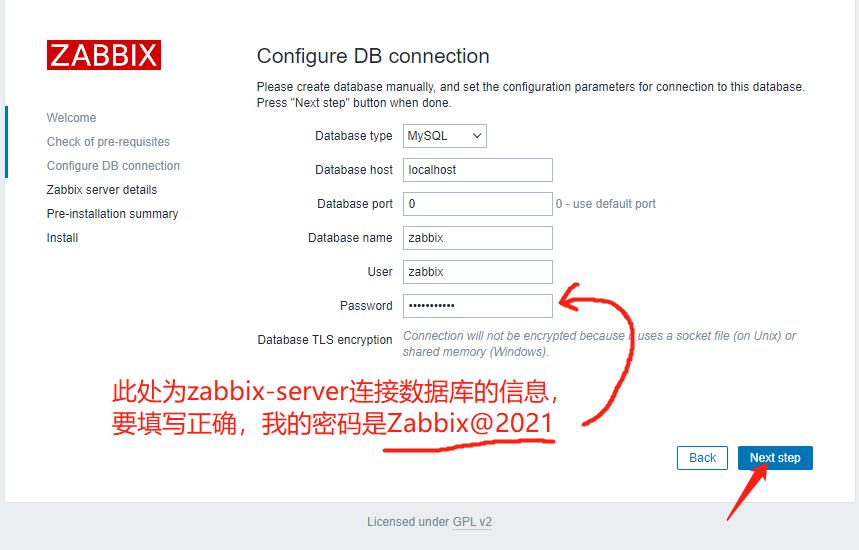 ZABBIX
Welcome
Check of pre-requisites
Configure DB connection
Zabbix server details
Pre-installation summary
Install
Configure DB connection
Please create database manually, and set the configuration parameters for connection to this database.
Press "Next step" button when done.
Database type MySQL
Database host localhost
Database port 0 0 - use default port
Database name zabbix
User zabbix
Password •••••••••••
Database TLS encryption Connection will not be encrypted because it uses a socket file (on Unix) or
shared memory (Windows).
此处为zabbix-server连接数据库的信息，
要填写正确，我的密码是Zabbix@2021
Back Next step
Licensed under GPL v2